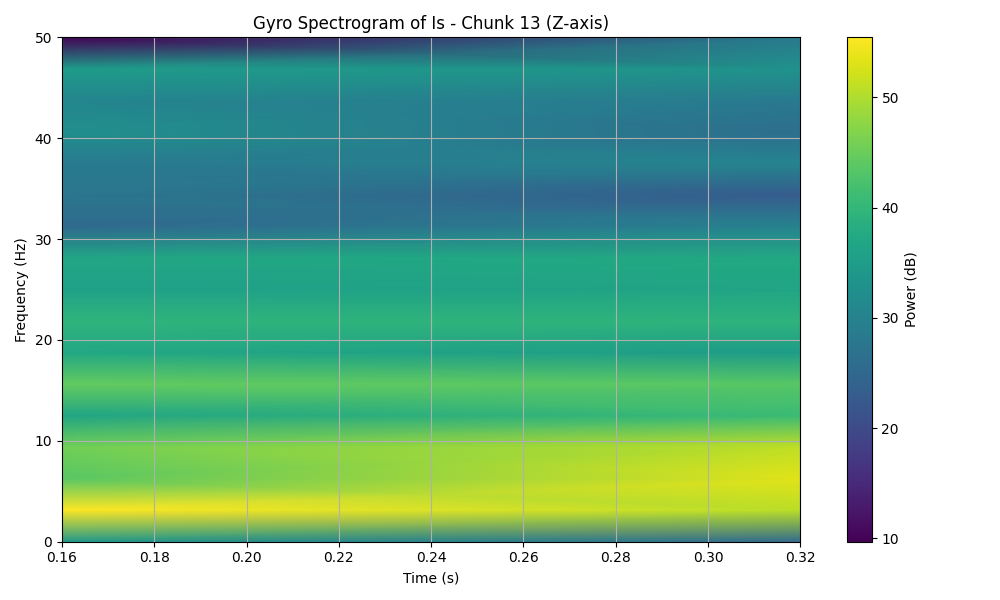 Gyro Spectrogram of Is - Chunk 13 (Z-axis)
50
40
30
20
10
0
Frequency (Hz)
0.16 0.18 0.20 0.22 0.24 0.26 0.28 0.30 0.32
Time (s)
50
40
30
20
10
Power (dB)